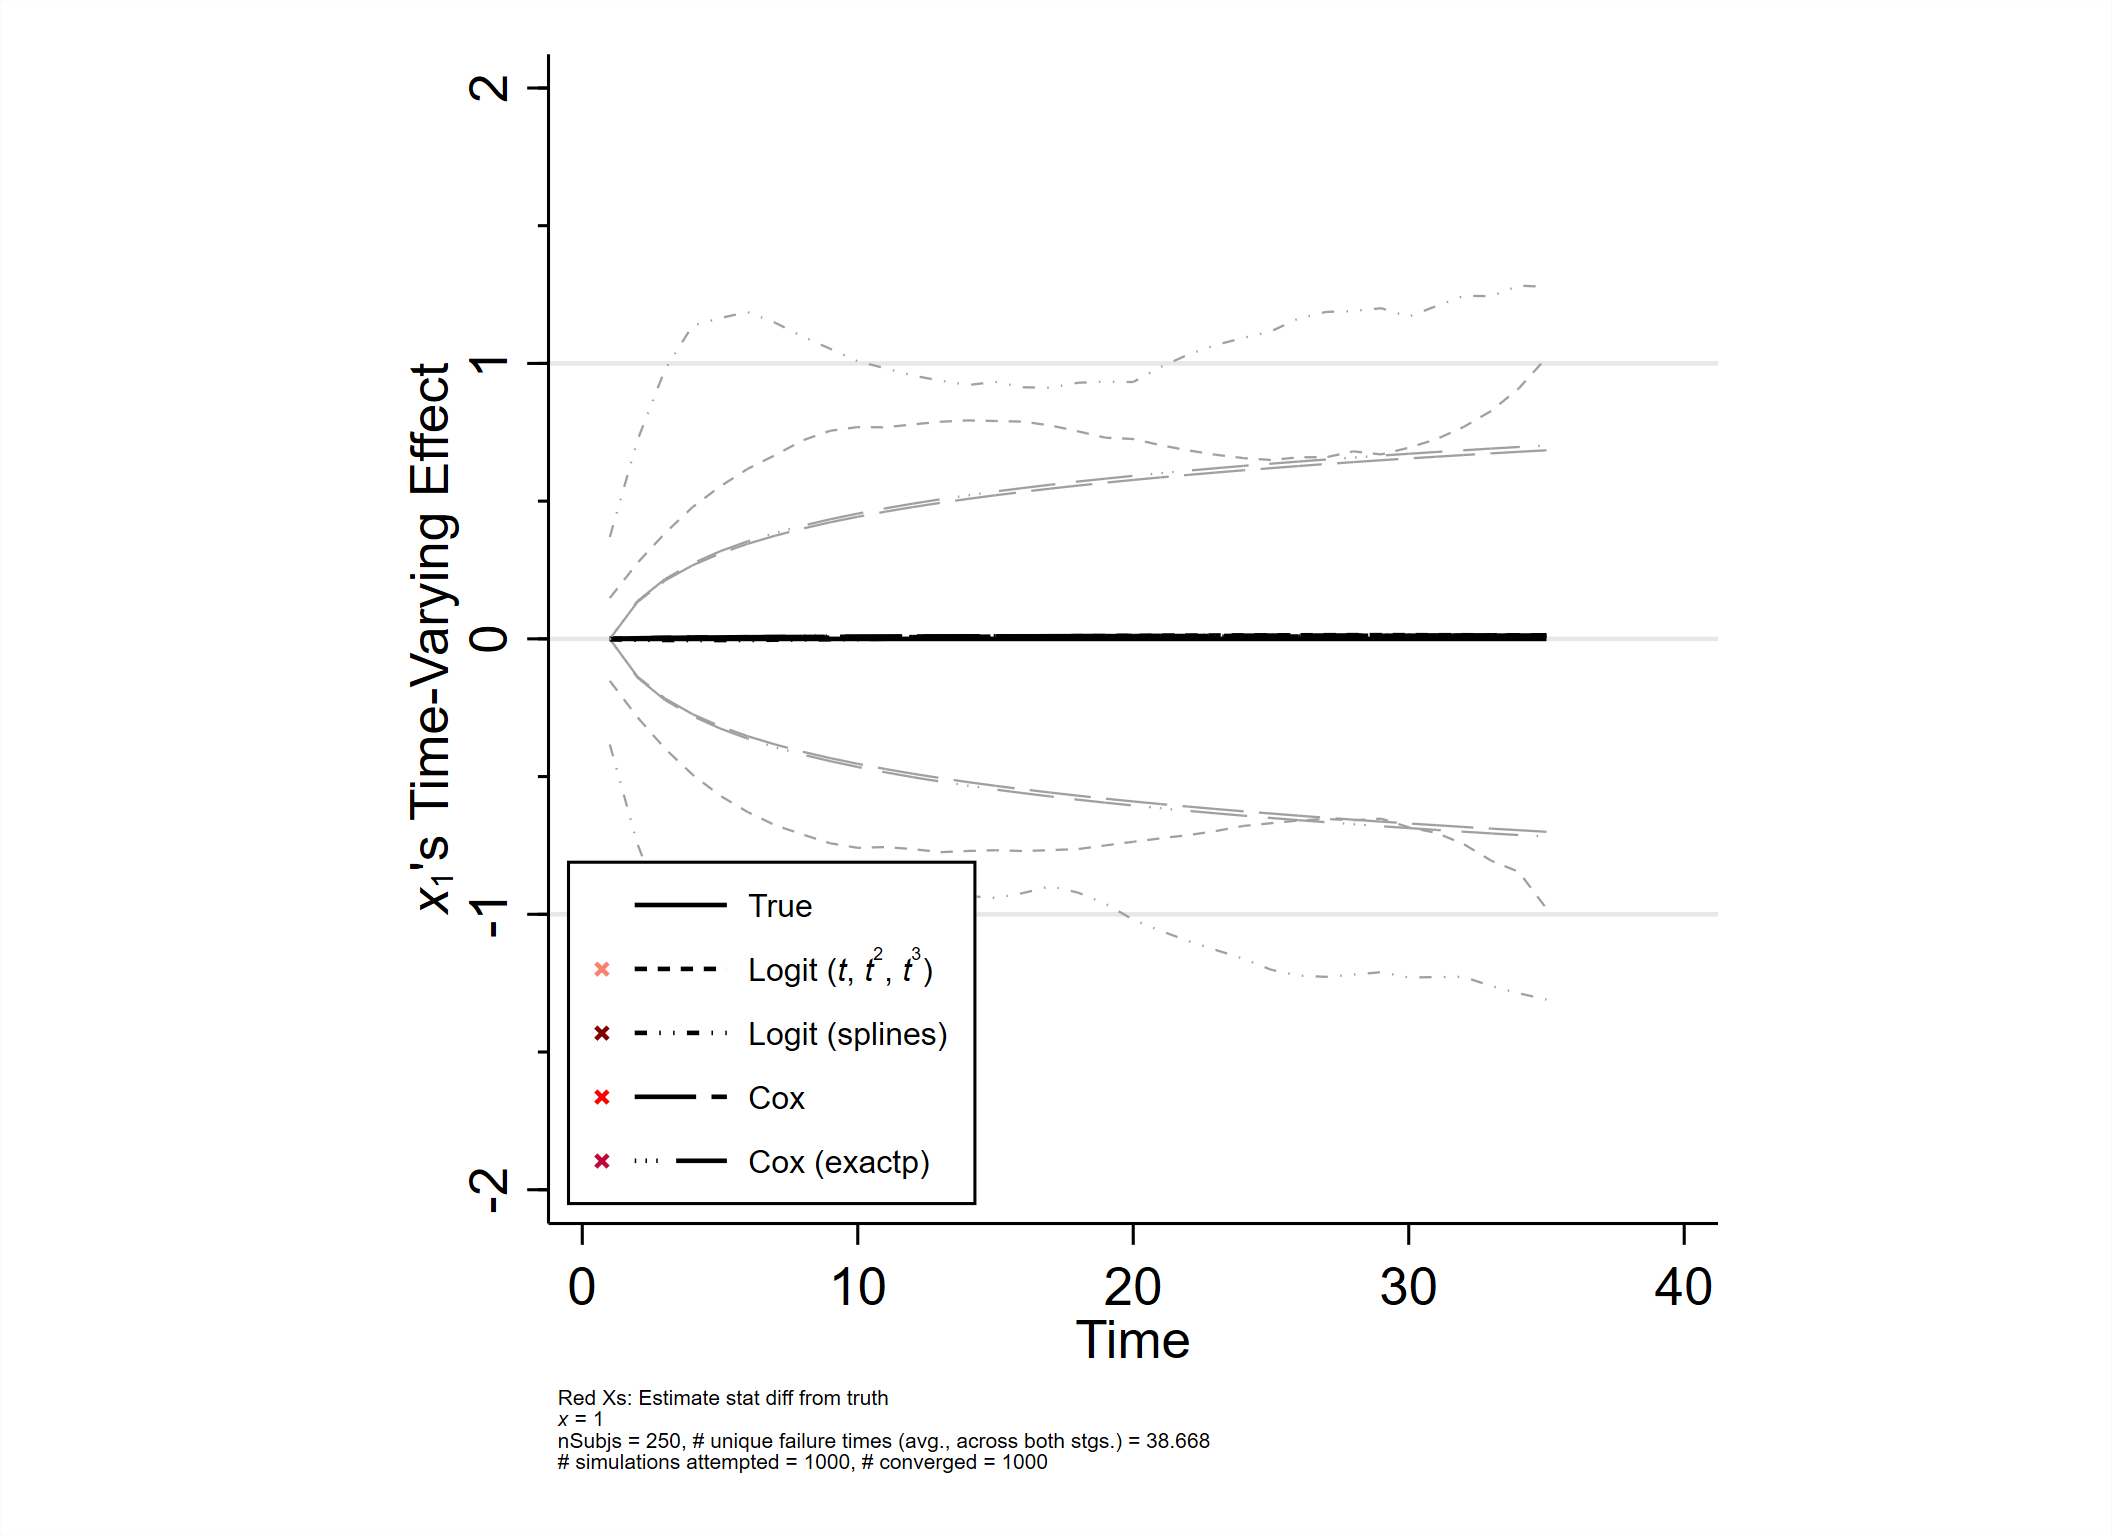 x₁'s Time-Varying Effect
2
1
0
-1
-2
True
Logit (t, t², t³)
Logit (splines)
Cox
Cox (exactp)
0 10 20 30 40
Time
Red Xs: Estimate stat diff from truth
x = 1
nSubjs = 250, # unique failure times (avg., across both stgs.) = 38.668
# simulations attempted = 1000, # converged = 1000